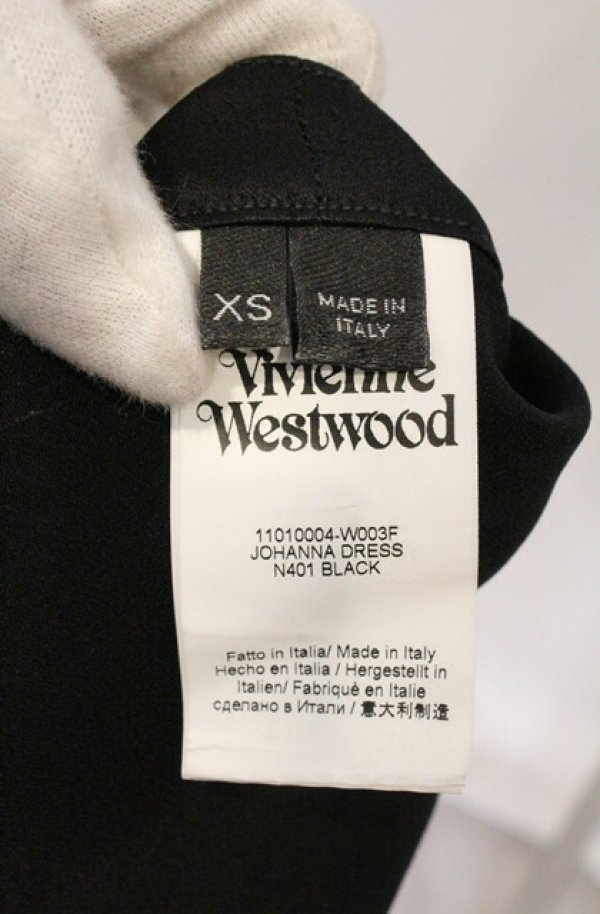 XS
MADE IN
ITALY
Vivienne
Westwood
11010004-W003F
JOHANNA DRESS
N401 BLACK
Fatto in Italia/ Made in Italy
Hecho en Italia / Hergestellt in
Italien/ Fabriquè en Italie
сделано в Итали / 意大利制造